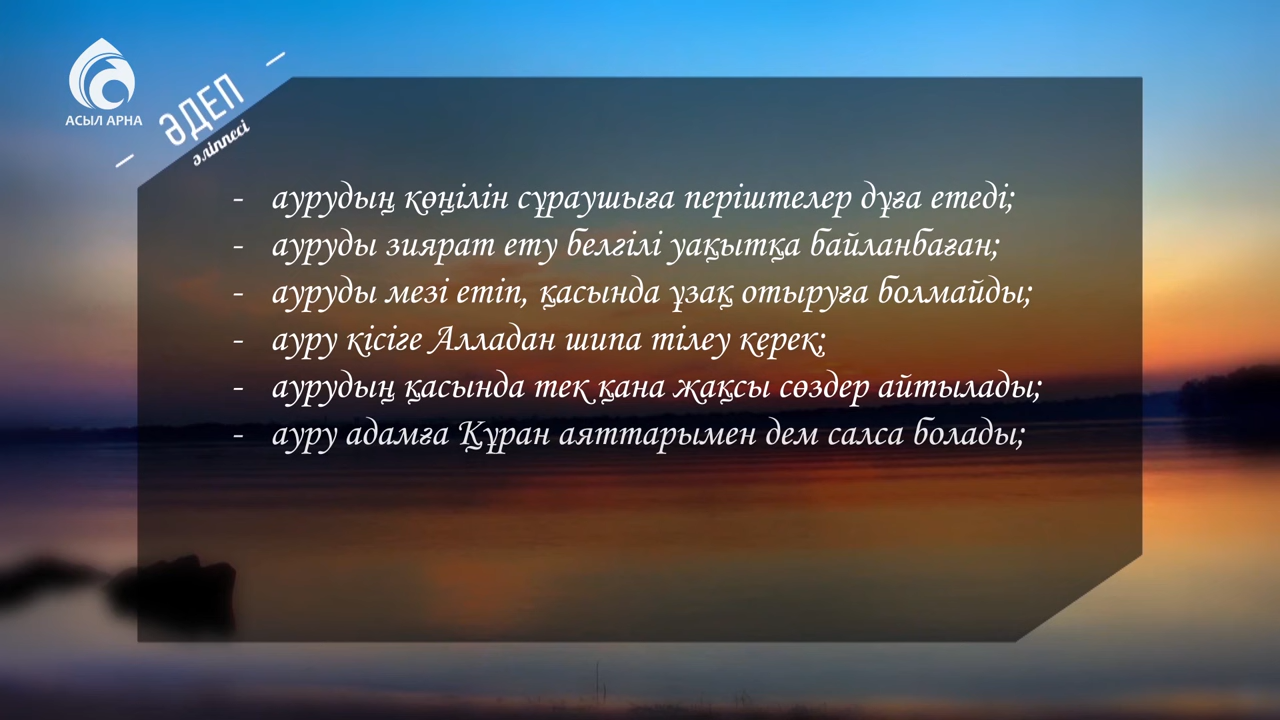 АСЫЛ АРНА
ӘДЕП
әліппесі
- аурудың көңілін сұраушыға періштелер дұға етеді;
- ауруды зиярат ету белгілі уақытқа байланбаған;
- ауруды мезі етіп, қасында ұзақ отыруға болмайды;
- ауру кісіге Алладан шипа тілеу керек;
- аурудың қасында тек қана жақсы сөздер айтылады;
- ауру адамға Құран аяттарымен дем салса болады;